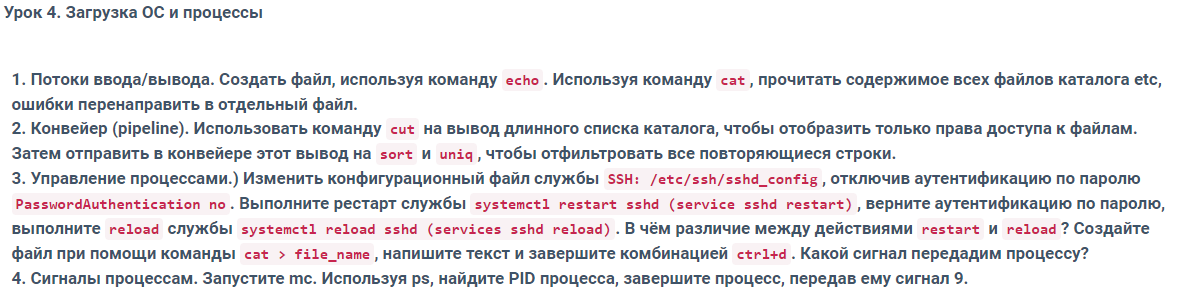 Урок 4. Загрузка ОС и процессы
1. Потоки ввода/вывода. Создать файл, используя команду echo. Используя команду cat, прочитать содержимое всех файлов каталога etc,
ошибки перенаправить в отдельный файл.
2. Конвейер (pipeline). Использовать команду cut на вывод длинного списка каталога, чтобы отобразить только права доступа к файлам.
Затем отправить в конвейере этот вывод на sort и uniq, чтобы отфильтровать все повторяющиеся строки.
3. Управление процессами.) Изменить конфигурационный файл службы SSH: /etc/ssh/sshd_config, отключив аутентификацию по паролю
PasswordAuthentication no. Выполните рестарт службы systemctl restart sshd (service sshd restart), верните аутентификацию по паролю,
выполните reload службы systemctl reload sshd (services sshd reload). В чём различие между действиями restart и reload? Создайте
файл при помощи команды cat > file_name, напишите текст и завершите комбинацией ctrl+d. Какой сигнал передадим процессу?
4. Сигналы процессам. Запустите mc. Используя ps, найдите PID процесса, завершите процесс, передав ему сигнал 9.